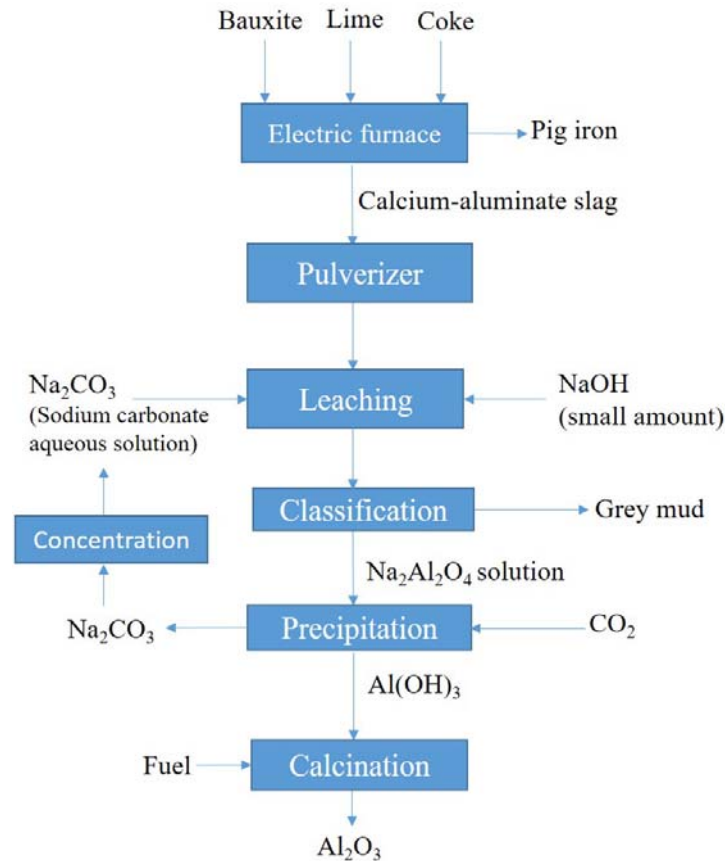 Bauxite Lime Coke
Electric furnace
Pig iron
Calcium-aluminate slag
Pulverizer
Na₂CO₃
(Sodium carbonate
aqueous solution)
Leaching
NaOH
(small amount)
Classification
Grey mud
Concentration
Na₂Al₂O₄ solution
Na₂CO₃
Precipitation
CO₂
Al(OH)₃
Fuel
Calcination
Al₂O₃